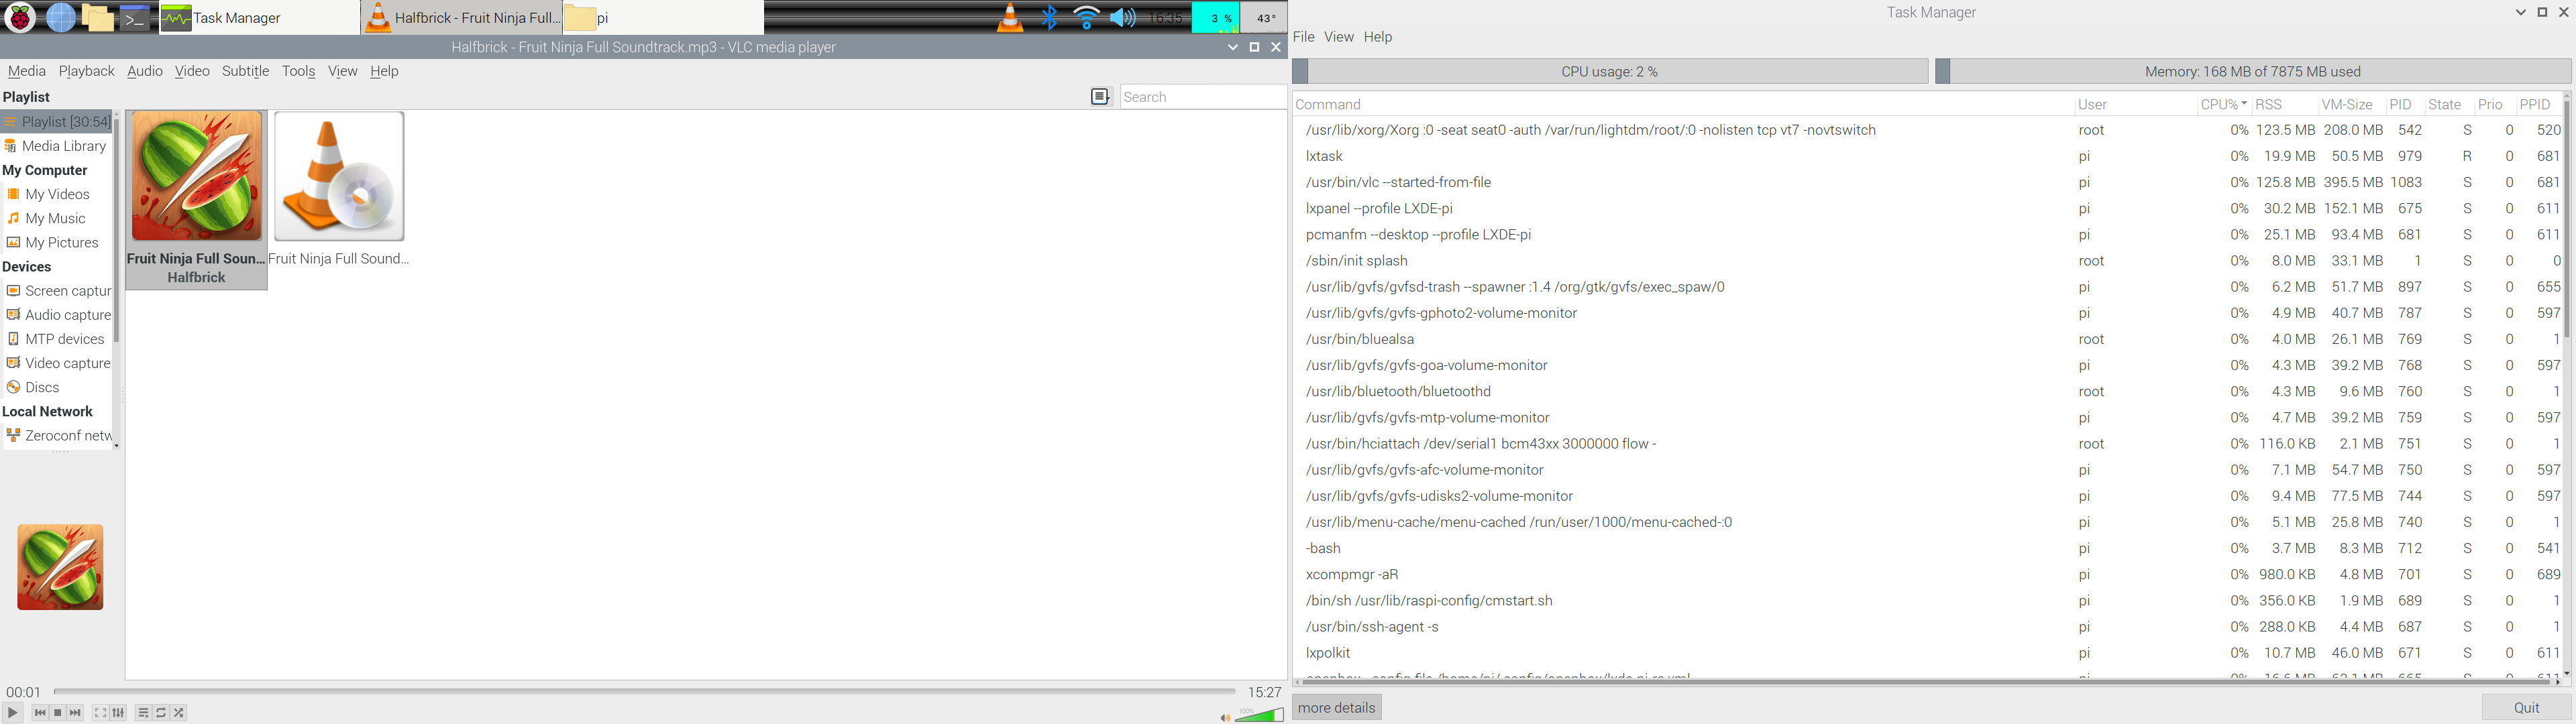 Task Manager
Halfbrick - Fruit Ninja Full...
pi
16:35
3 %
43°
Halfbrick - Fruit Ninja Full Soundtrack.mp3 - VLC media player
Media Playback Audio Video Subtitle Tools View Help
Playlist
Search
Playlist [30:54]
Media Library
My Computer
My Videos
My Music
My Pictures
Devices
Screen captur
Audio capture
MTP devices
Video capture
Discs
Local Network
Zeroconf netw
Fruit Ninja Full Soun...
Halfbrick
Fruit Ninja Full Sound...
00:01
15:27
100%
Task Manager
File View Help
CPU usage: 2 %
Memory: 168 MB of 7875 MB used
Command User CPU% RSS VM-Size PID State Prio PPID
/usr/lib/xorg/Xorg :0 -seat seat0 -auth /var/run/lightdm/root/:0 -nolisten tcp vt7 -novtswitch root 0% 123.5 MB 208.0 MB 542 S 0 520
lxtask pi 0% 19.9 MB 50.5 MB 979 R 0 681
/usr/bin/vlc --started-from-file pi 0% 125.8 MB 395.5 MB 1083 S 0 681
lxpanel --profile LXDE-pi pi 0% 30.2 MB 152.1 MB 675 S 0 611
pcmanfm --desktop --profile LXDE-pi pi 0% 25.1 MB 93.4 MB 681 S 0 611
/sbin/init splash root 0% 8.0 MB 33.1 MB 1 S 0 0
/usr/lib/gvfs/gvfsd-trash --spawner :1.4 /org/gtk/gvfs/exec_spaw/0 pi 0% 6.2 MB 51.7 MB 897 S 0 655
/usr/lib/gvfs/gvfs-gphoto2-volume-monitor pi 0% 4.9 MB 40.7 MB 787 S 0 597
/usr/bin/bluealsa root 0% 4.0 MB 26.1 MB 769 S 0 1
/usr/lib/gvfs/gvfs-goa-volume-monitor pi 0% 4.3 MB 39.2 MB 768 S 0 597
/usr/lib/bluetooth/bluetoothd root 0% 4.3 MB 9.6 MB 760 S 0 1
/usr/lib/gvfs/gvfs-mtp-volume-monitor pi 0% 4.7 MB 39.2 MB 759 S 0 597
/usr/bin/hciattach /dev/serial1 bcm43xx 3000000 flow - root 0% 116.0 KB 2.1 MB 751 S 0 1
/usr/lib/gvfs/gvfs-afc-volume-monitor pi 0% 7.1 MB 54.7 MB 750 S 0 597
/usr/lib/gvfs/gvfs-udisks2-volume-monitor pi 0% 9.4 MB 77.5 MB 744 S 0 597
/usr/lib/menu-cache/menu-cached /run/user/1000/menu-cached-:0 pi 0% 5.1 MB 25.8 MB 740 S 0 1
-bash pi 0% 3.7 MB 8.3 MB 712 S 0 541
xcompmgr -aR pi 0% 980.0 KB 4.8 MB 701 S 0 689
/bin/sh /usr/lib/raspi-config/cmstart.sh pi 0% 356.0 KB 1.9 MB 689 S 0 1
/usr/bin/ssh-agent -s pi 0% 288.0 KB 4.4 MB 687 S 0 1
lxpolkit pi 0% 10.7 MB 46.0 MB 671 S 0 611
more details
Quit